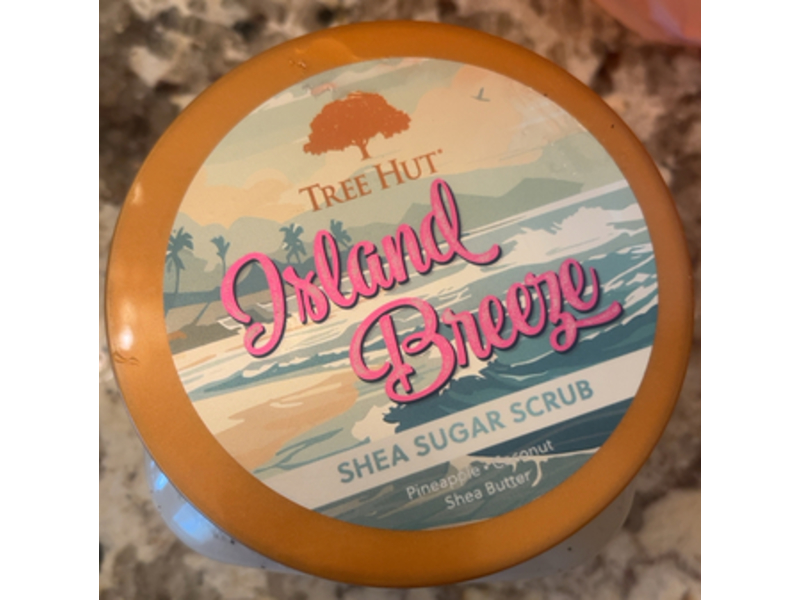 TREE HUT
Island
Breeze
SHEA SUGAR SCRUB
Pineapple • Coconut
Shea Butter